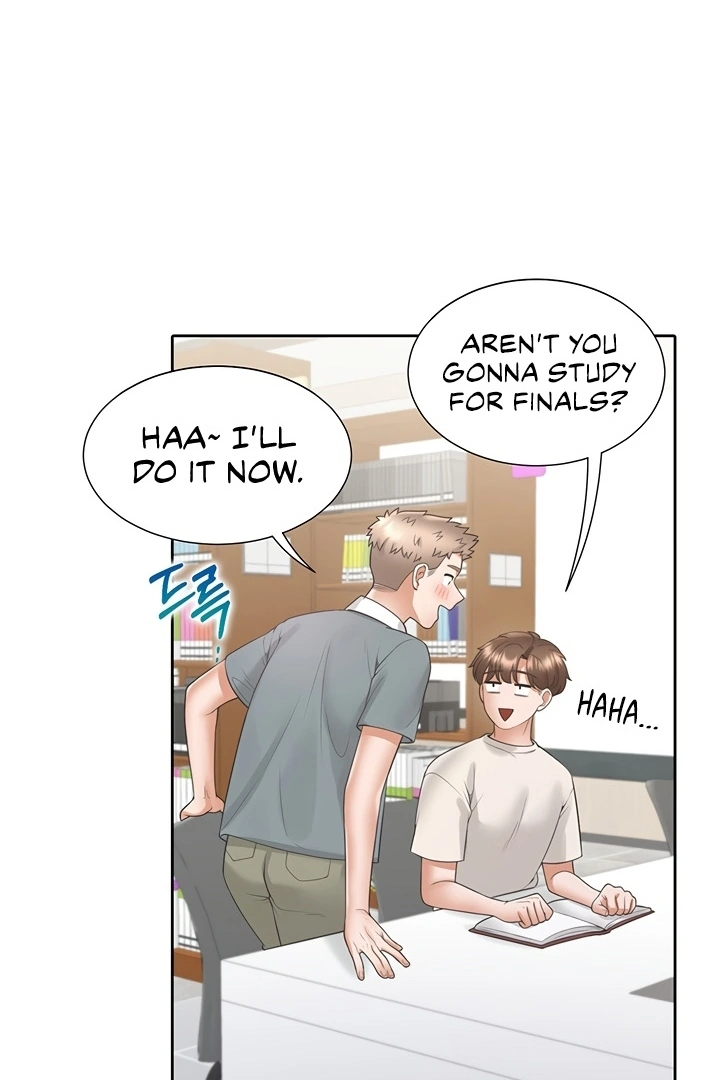 AREN'T YOU
GONNA STUDY
FOR FINALS?
HAA~ I'LL
DO IT NOW.
드륵
HAHA...